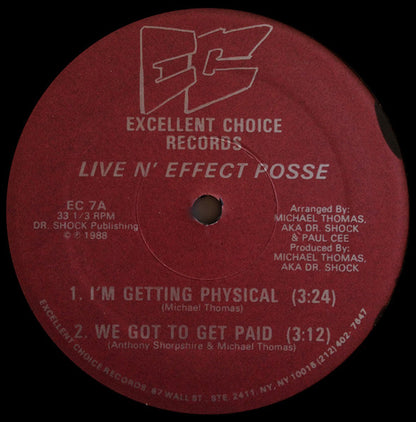 EC
EXCELLENT CHOICE
RECORDS
LIVE N' EFFECT POSSE
EC 7A
33 1/3 RPM
DR. SHOCK Publishing
© ℗ 1988
Arranged By:
MICHAEL THOMAS,
AKA DR. SHOCK
& PAUL CEE
Produced By:
MICHAEL THOMAS,
AKA DR. SHOCK
1. I'M GETTING PHYSICAL (3:24)
(Michael Thomas)
2. WE GOT TO GET PAID (3:12)
(Anthony Shorpshire & Michael Thomas)
EXCELLENT CHOICE RECORDS, 67 WALL ST. STE. 2411, NY, NY 10015 (212) 402-7847